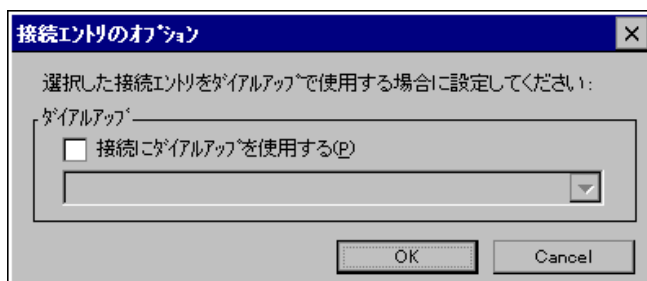 接続エントリのオプション
選択した接続エントリをダイアルアップで使用する場合に設定してください:
ダイアルアップ
接続にダイアルアップを使用する(P)
OK
Cancel